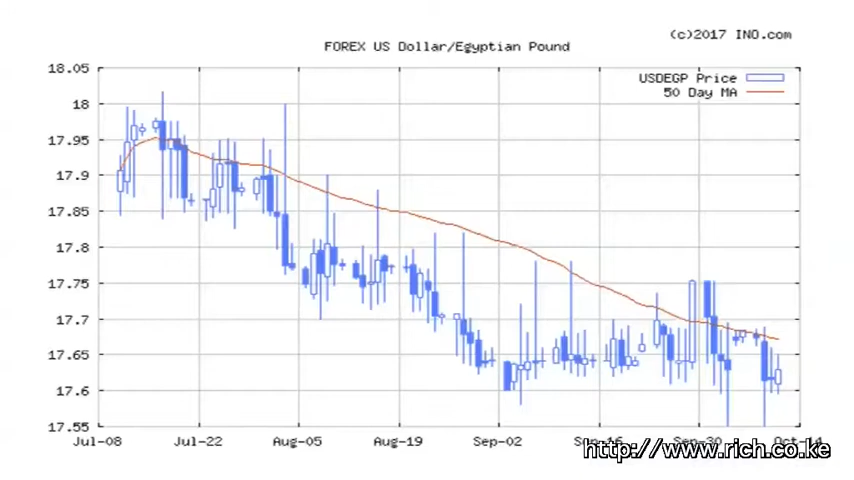 (c)2017 INO.com
FOREX US Dollar/Egyptian Pound
USDEGP Price
50 Day MA
18.05
18
17.95
17.9
17.85
17.8
17.75
17.7
17.65
17.6
17.55
Jul-08 Jul-22 Aug-05 Aug-19 Sep-02 Sep-16 Sep-30 Oct-14
http://www.rich.co.ke